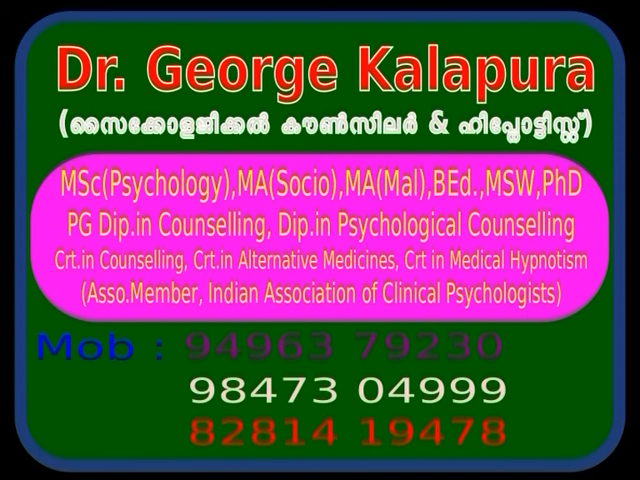 Dr. George Kalapura
(സൈക്കോളജിക്കൽ കൗൺസിലർ & ഹിപ്നോട്ടിസ്റ്റ്)
MSc(Psychology),MA(Socio),MA(Mal),BEd.,MSW,PhD
PG Dip.in Counselling, Dip.in Psychological Counselling
Crt.in Counselling, Crt.in Alternative Medicines, Crt in Medical Hypnotism
(Asso.Member, Indian Association of Clinical Psychologists)
Mob : 94963 79230
98473 04999
82814 19478